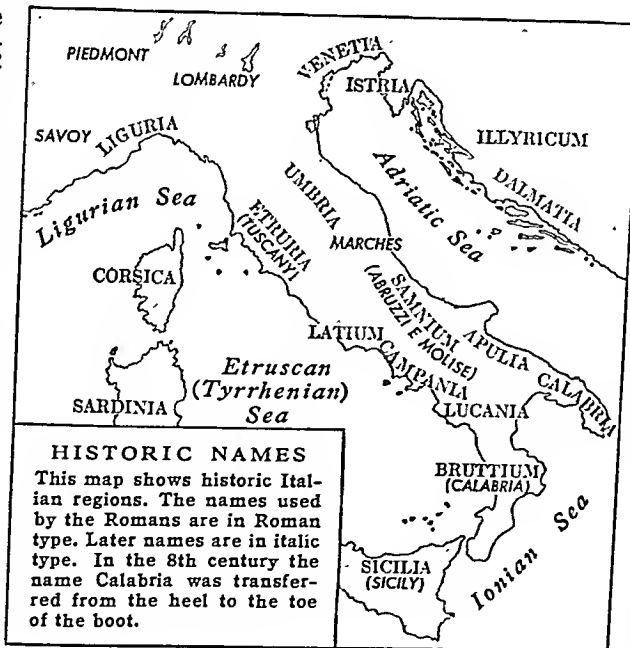 PIEDMONT
LOMBARDY
VENETIA
ISTRIA
SAVOY
LIGURIA
ILLYRICUM
DALMATIA
Adriatic Sea
Ligurian Sea
UMBRIA
ETRURIA
(TUSCANY)
MARCHES
CORSICA
SAMNIUM
(ABRUZZI E MOLISE)
APULIA
CALABRIA
LATIUM
CAMPANIA
LUCANIA
Etruscan
(Tyrrhenian)
Sea
SARDINIA
BRUTTIUM
(CALABRIA)
SICILIA
(SICILY)
Ionian Sea
HISTORIC NAMES
This map shows historic Ital-
ian regions. The names used
by the Romans are in Roman
type. Later names are in italic
type. In the 8th century the
name Calabria was transfer-
red from the heel to the toe
of the boot.